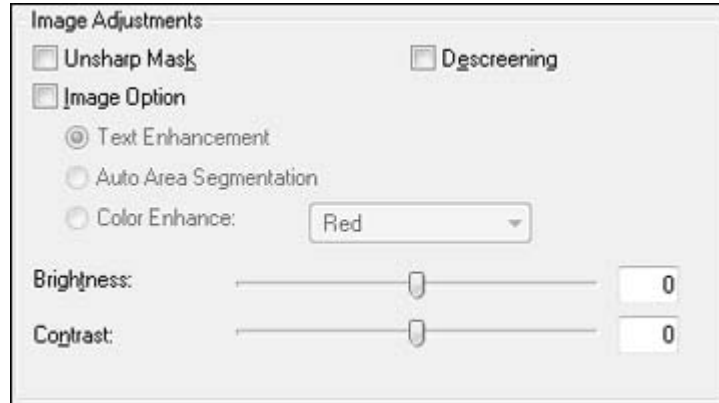 Image Adjustments
Unsharp Mask Descreening
Image Option
Text Enhancement
Auto Area Segmentation
Color Enhance: Red
Brightness: 0
Contrast: 0